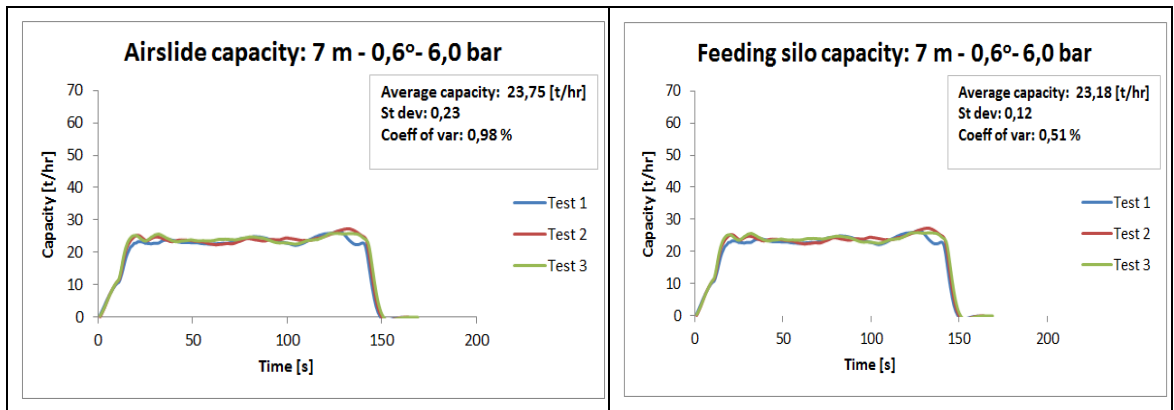 Airslide capacity: 7 m - 0,6º- 6,0 bar
Average capacity: 23,75 [t/hr]
St dev: 0,23
Coeff of var: 0,98 %
70
60
50
40
30
20
10
0
Capacity [t/hr]
Test 1
Test 2
Test 3
0 50 100 150 200
Time [s]
Feeding silo capacity: 7 m - 0,6º- 6,0 bar
Average capacity: 23,18 [t/hr]
St dev: 0,12
Coeff of var: 0,51 %
70
60
50
40
30
20
10
0
Capacity [t/hr]
Test 1
Test 2
Test 3
0 50 100 150 200
Time [s]